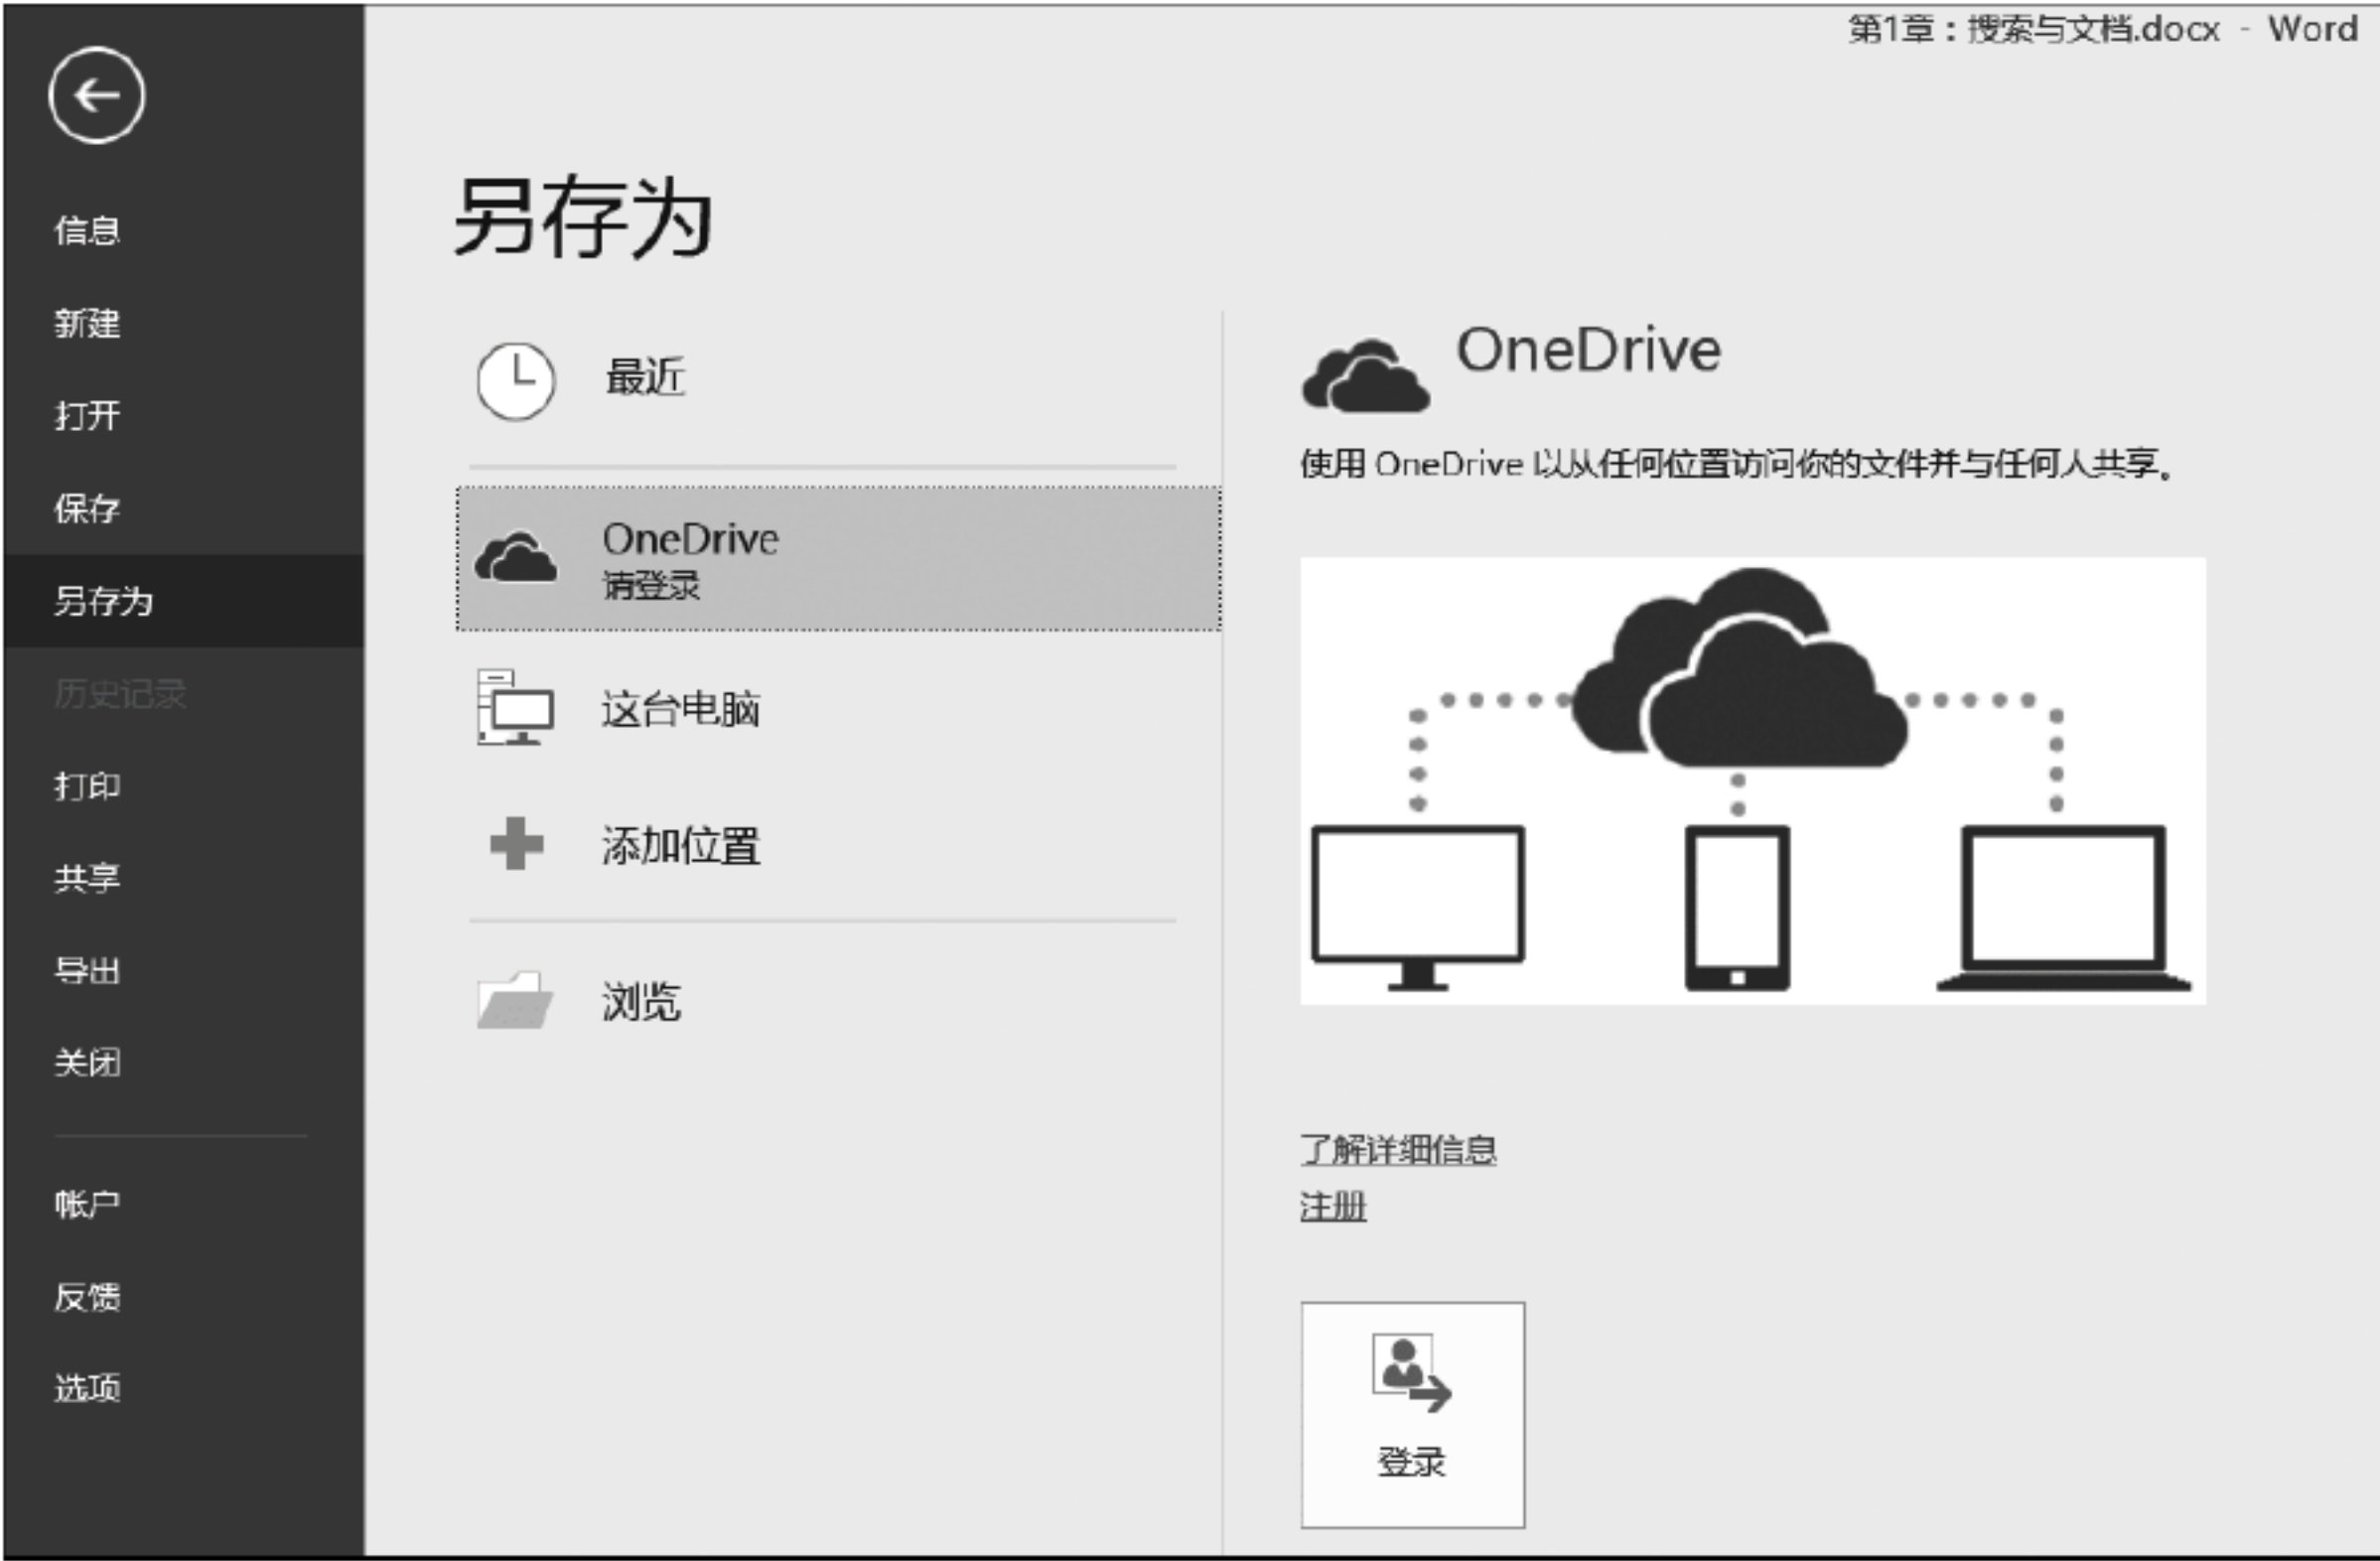 第1章：搜索与文档.docx - Word
信息
新建
打开
保存
另存为
历史记录
打印
共享
导出
关闭
帐户
反馈
选项
另存为
最近
OneDrive
请登录
这台电脑
添加位置
浏览
OneDrive
使用 OneDrive 以从任何位置访问你的文件并与任何人共享。
了解详细信息
注册
登录